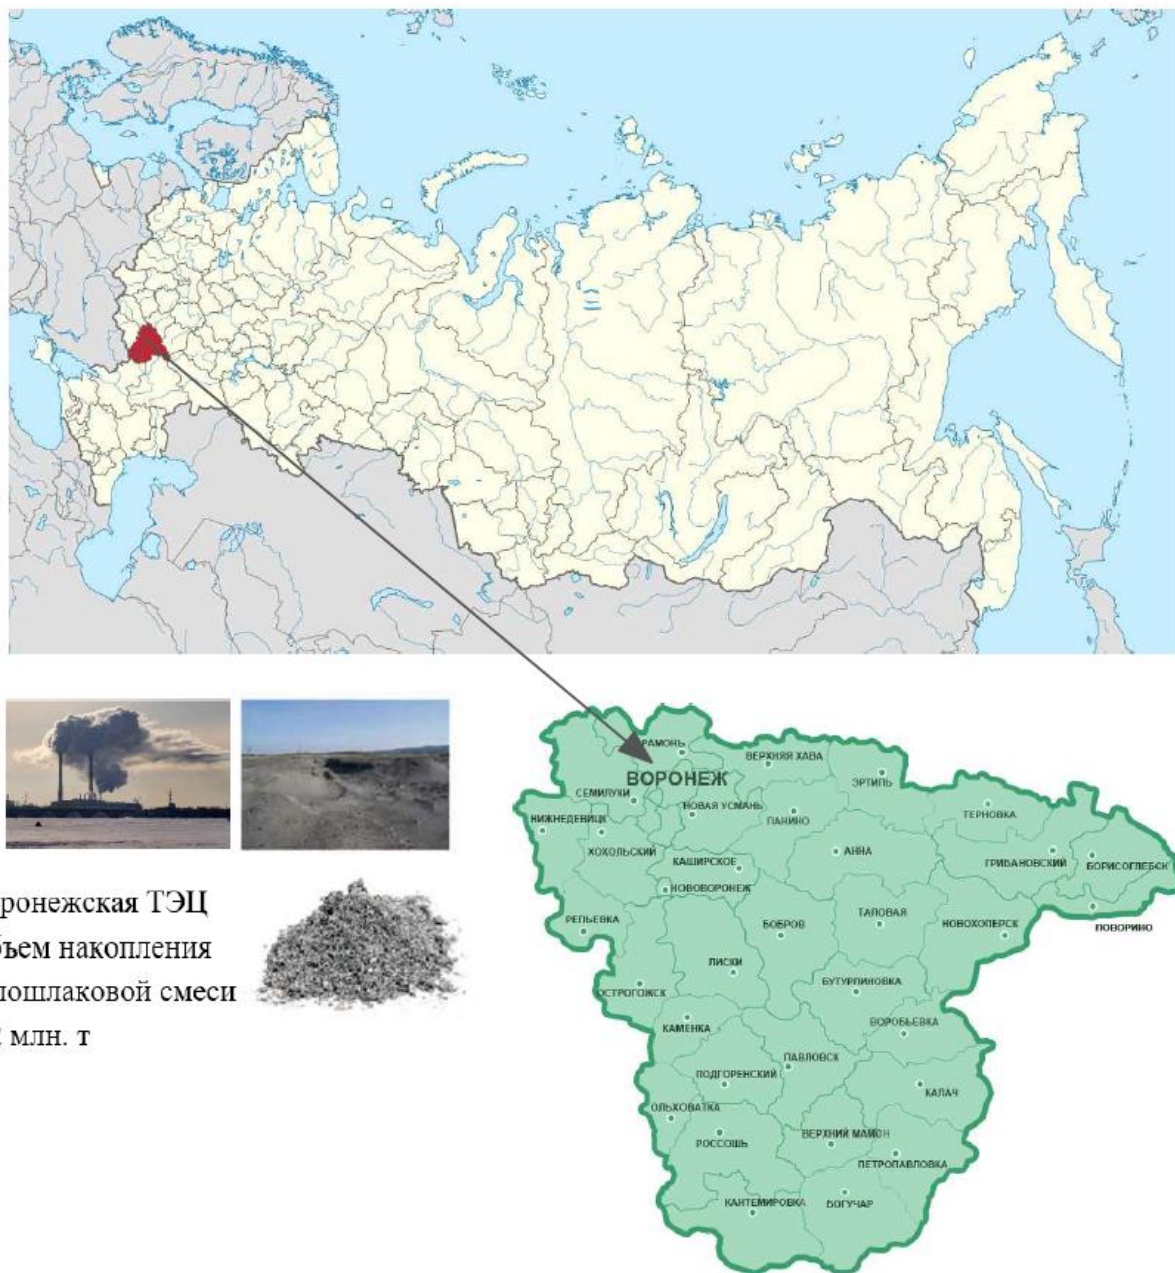 РАМОНЬ
ВЕРХНЯЯ ХАВА
ВОРОНЕЖ
ЭРТИЛЬ
СЕМИЛУКИ
НОВАЯ УСМАНЬ
НИЖНЕДЕВИЦК
ПАНИНО
ТЕРНОВКА
ХОХОЛЬСКИЙ
АННА
КАШИРСКОЕ
ГРИБАНОВСКИЙ
БОРИСОГЛЕБСК
НОВОВОРОНЕЖ
РЕПЬЕВКА
БОБРОВ
ТАЛОВАЯ
НОВОХОПЕРСК
ПОВОРИНО
ЛИСКИ
БУТУРЛИНОВКА
ОСТРОГОЖСК
КАМЕНКА
ВОРОБЬЕВКА
ПАВЛОВСК
ПОДГОРЕНСКИЙ
КАЛАЧ
ОЛЬХОВАТКА
РОССОШЬ
ВЕРХНИЙ МАМОН
ПЕТРОПАВЛОВКА
КАНТЕМИРОВКА
БОГУЧАР
ронежская ТЭЦ
ъем накопления
лошлаковой смеси
млн. т